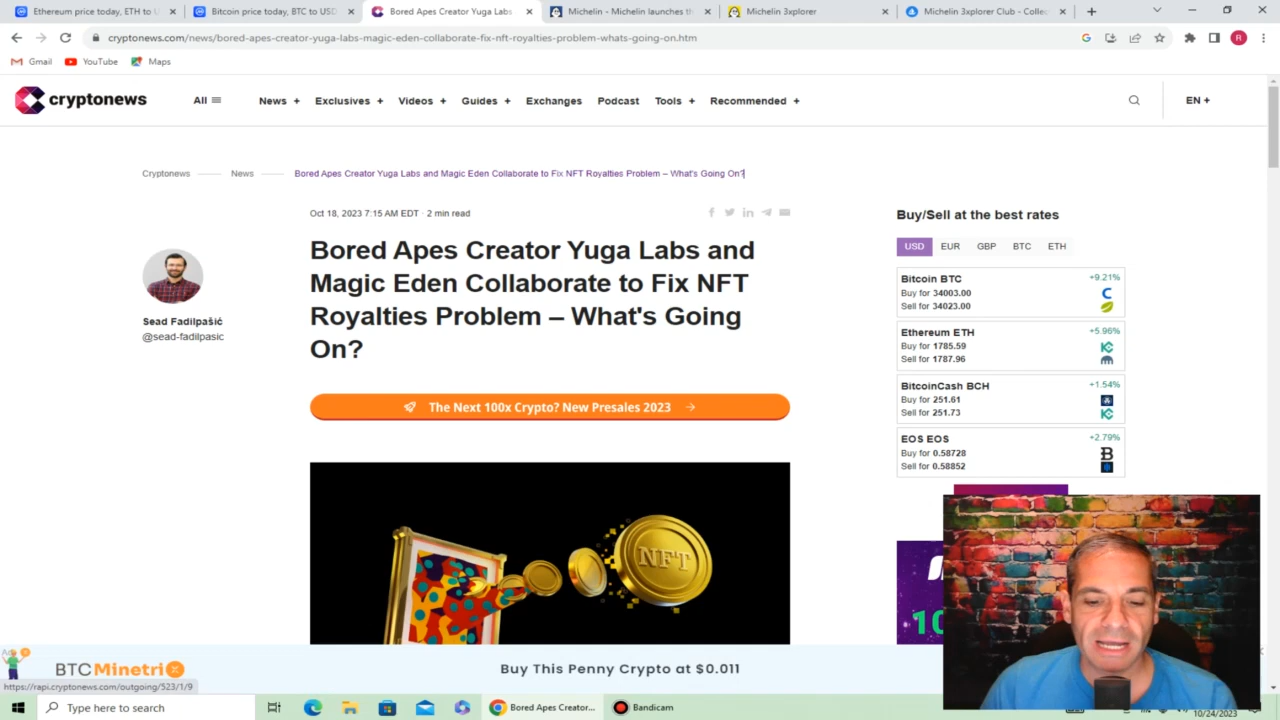 Ethereum price today, ETH to U
Bitcoin price today, BTC to USD
Bored Apes Creator Yuga Labs
Michelin - Michelin launches th
Michelin 3xplorer
Michelin 3xplorer Club - Collec
cryptonews.com/news/bored-apes-creator-yuga-labs-magic-eden-collaborate-fix-nft-royalties-problem-whats-going-on.htm
R
Gmail
YouTube
Maps
cryptonews
All
News +
Exclusives +
Videos +
Guides +
Exchanges
Podcast
Tools +
Recommended +
EN +
Cryptonews
News
Bored Apes Creator Yuga Labs and Magic Eden Collaborate to Fix NFT Royalties Problem – What's Going On?
Oct 18, 2023 7:15 AM EDT · 2 min read
Bored Apes Creator Yuga Labs and
Magic Eden Collaborate to Fix NFT
Royalties Problem – What's Going
On?
Sead Fadilpašić
@sead-fadilpasic
The Next 100x Crypto? New Presales 2023
NFT
Buy/Sell at the best rates
USD EUR GBP BTC ETH
Bitcoin BTC +9.21%
Buy for 34003.00
Sell for 34023.00
Ethereum ETH +5.96%
Buy for 1785.59
Sell for 1787.96
BitcoinCash BCH +1.54%
Buy for 251.61
Sell for 251.73
EOS EOS +2.79%
Buy for 0.58728
Sell for 0.58852
10
BTCMinetrix
Buy This Penny Crypto at $0.011
https://rapi.cryptonews.com/outgoing/523/1/9
Type here to search
Bored Apes Creator...
Bandicam
10/24/2023